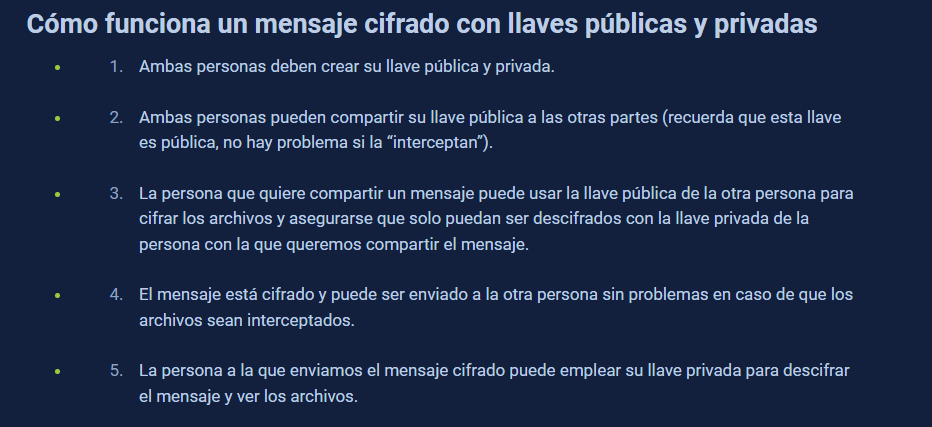 Cómo funciona un mensaje cifrado con llaves públicas y privadas
1. Ambas personas deben crear su llave pública y privada.
2. Ambas personas pueden compartir su llave pública a las otras partes (recuerda que esta llave
es pública, no hay problema si la “interceptan”).
3. La persona que quiere compartir un mensaje puede usar la llave pública de la otra persona para
cifrar los archivos y asegurarse que solo puedan ser descifrados con la llave privada de la
persona con la que queremos compartir el mensaje.
4. El mensaje está cifrado y puede ser enviado a la otra persona sin problemas en caso de que los
archivos sean interceptados.
5. La persona a la que enviamos el mensaje cifrado puede emplear su llave privada para descifrar
el mensaje y ver los archivos.